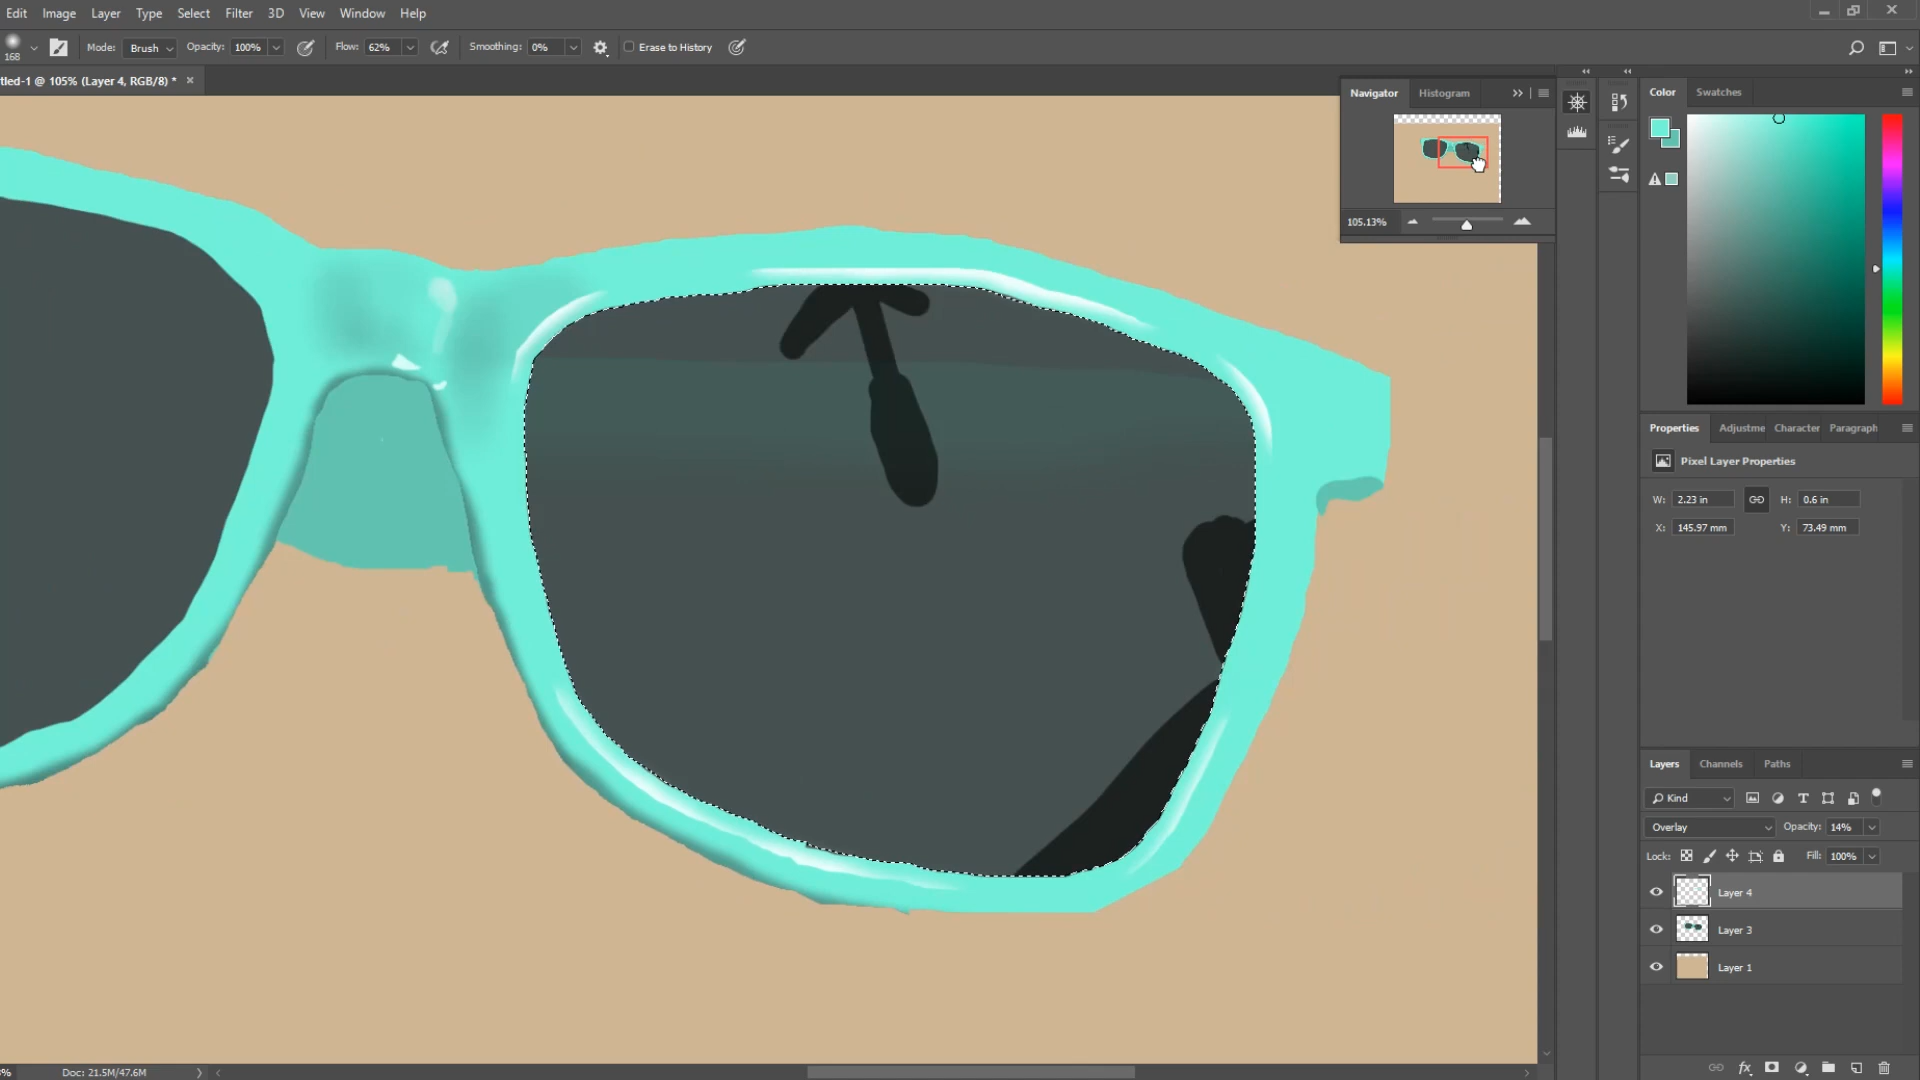 Edit Image Layer Type Select Filter 3D View Window Help
168 Mode: Brush Opacity: 100% Flow: 62% Smoothing: 0% Erase to History
tled-1 @ 105% (Layer 4, RGB/8) * ×
Navigator Histogram
105.13%
Color Swatches
Properties Adjustme Character Paragraph
Pixel Layer Properties
W: 2.23 in H: 0.6 in
X: 145.97 mm Y: 73.49 mm
Layers Channels Paths
Kind
Overlay Opacity: 14%
Lock: Fill: 100%
Layer 4
Layer 3
Layer 1
Doc: 21.5M/47.6M